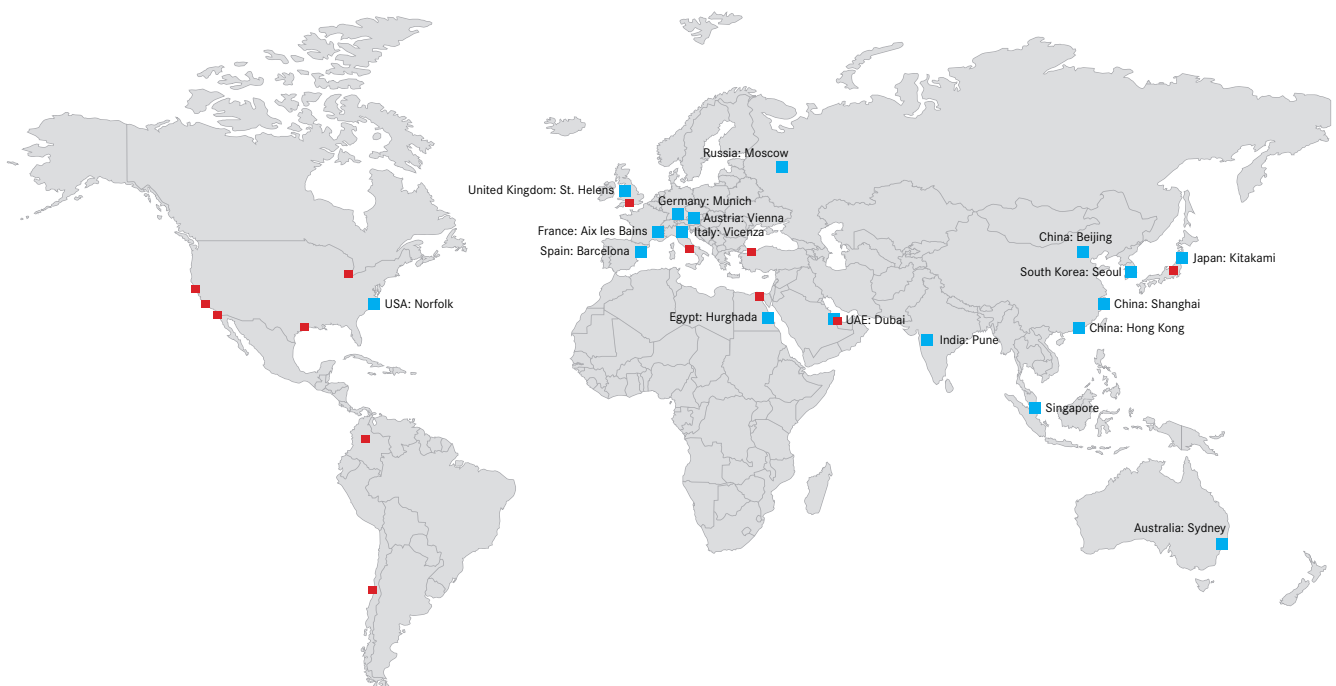 Russia: Moscow
United Kingdom: St. Helens
Germany: Munich
Austria: Vienna
France: Aix les Bains
Italy: Vicenza
Spain: Barcelona
China: Beijing
Japan: Kitakami
South Korea: Seoul
USA: Norfolk
China: Shanghai
Egypt: Hurghada
UAE: Dubai
China: Hong Kong
India: Pune
Singapore
Australia: Sydney